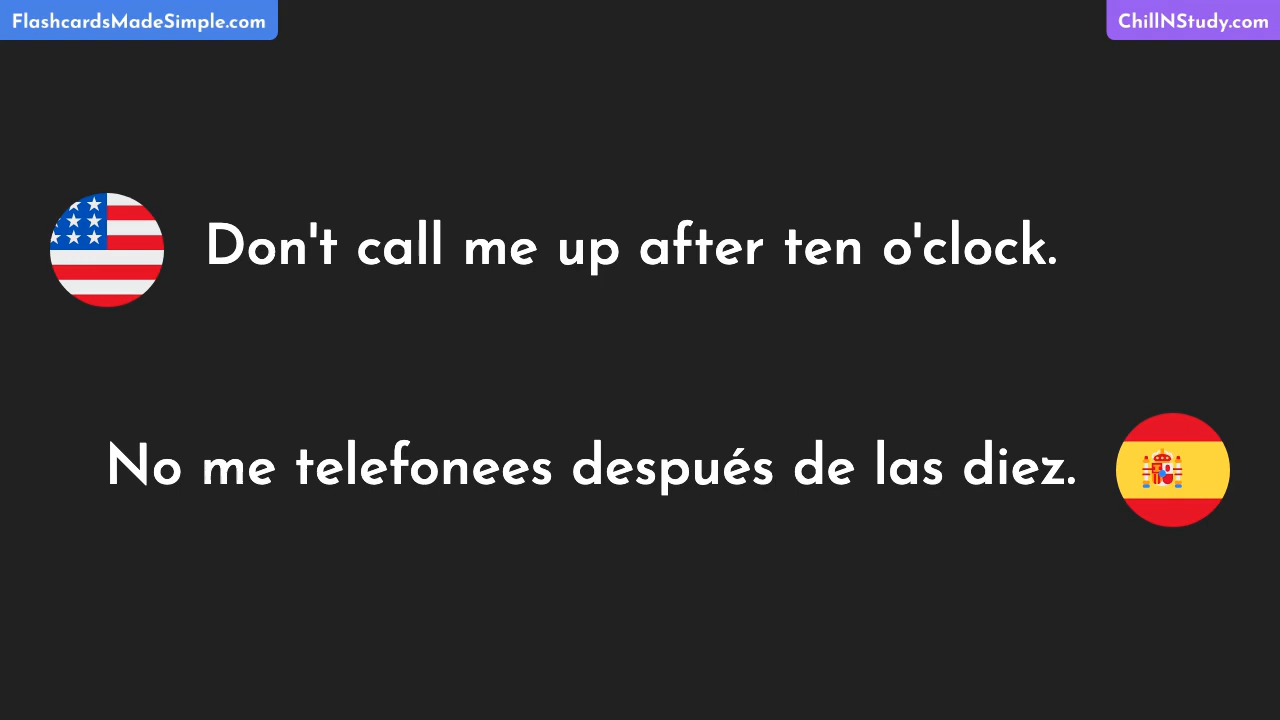 FlashcardsMadeSimple.com
ChillNStudy.com
Don't call me up after ten o'clock.
No me telefonees después de las diez.